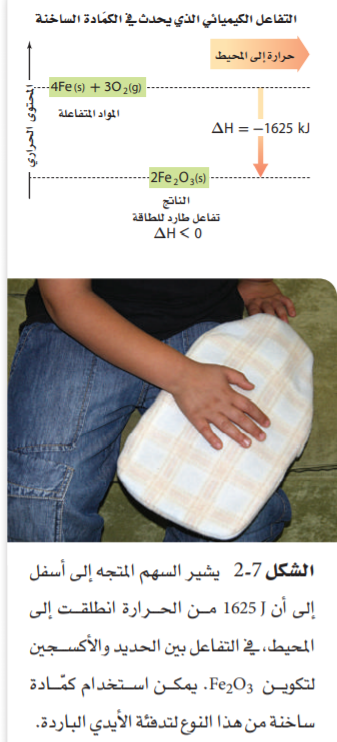 التفاعل الكيميائي الذي يحدث في الكمّادة الساخنة
حرارة إلى المحيط
4Fe(s) + 3O₂(g)
المواد المتفاعلة
المحتوى الحراري
ΔH = −1625 kJ
2Fe₂O₃(s)
الناتج
تفاعل طارد للطاقة
ΔH < 0
الشكل 7-2 يشير السهم المتجه إلى أسفل
إلى أن 1625 J من الحرارة انطلقت إلى
المحيط، في التفاعل بين الحديد والأكسجين
لتكوين Fe₂O₃. يمكن استخدام كمّادة
ساخنة من هذا النوع لتدفئة الأيدي الباردة.